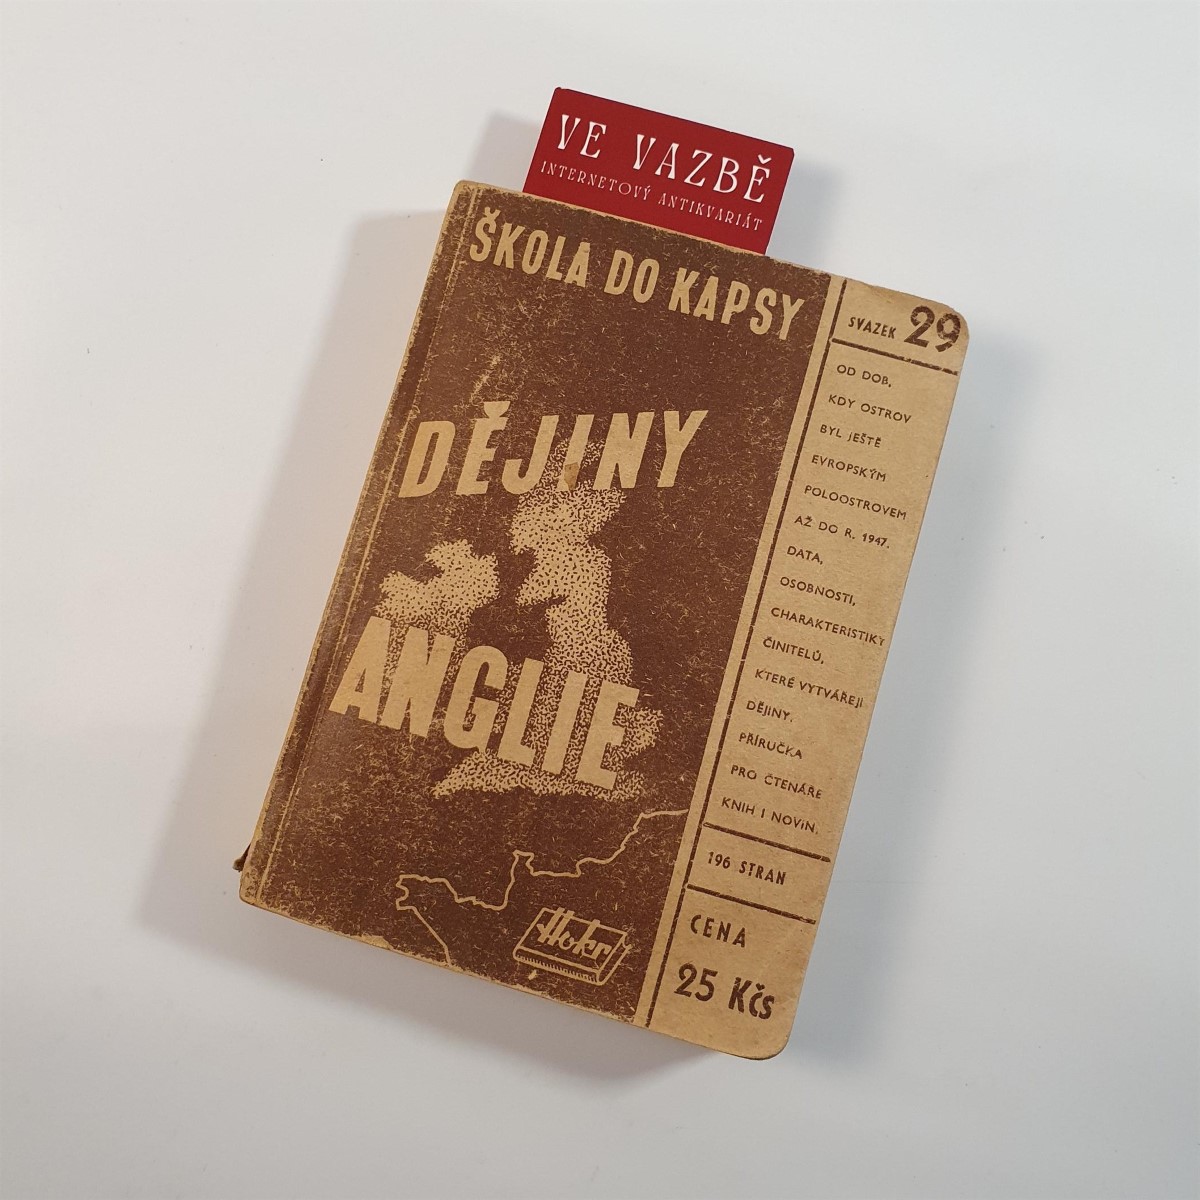 VE VAZBĚ
INTERNETOVÝ ANTIKVARIÁT
ŠKOLA DO KAPSY
DĚJINY
ANGLIE
Hokr
SVAZEK 29
OD DOB,
KDY OSTROV
BYL JEŠTĚ
EVROPSKÝM
POLOOSTROVEM
AŽ DO R. 1947.
DATA,
OSOBNOSTI,
CHARAKTERISTIKY
ČINITELŮ,
KTERÉ VYTVÁŘEJÍ
DĚJINY.
PŘÍRUČKA
PRO ČTENÁŘE
KNIH I NOVIN.
196 STRAN
CENA
25 Kčs